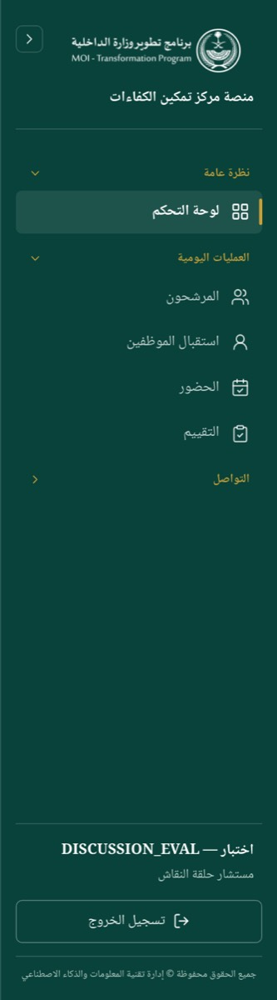 برنامج تطوير وزارة الداخلية
MOI - Transformation Program
منصة مركز تمكين الكفاءات
نظرة عامة
لوحة التحكم
العمليات اليومية
المرشحون
استقبال الموظفين
الحضور
التقييم
التواصل
اختبار — DISCUSSION_EVAL
مستشار حلقة النقاش
تسجيل الخروج
جميع الحقوق محفوظة © إدارة تقنية المعلومات والذكاء الاصطناعي